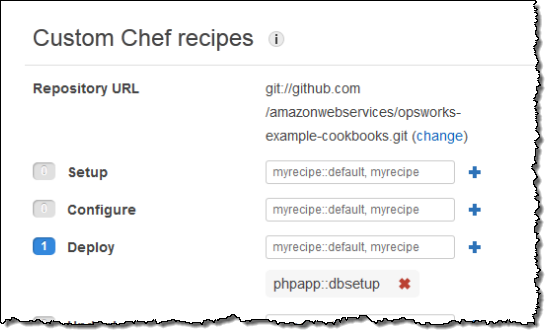 Custom Chef recipes i
Repository URL
git://github.com
/amazonwebservices/opsworks-
example-cookbooks.git (change)
0 Setup myrecipe::default, myrecipe
0 Configure myrecipe::default, myrecipe
1 Deploy myrecipe::default, myrecipe
phpapp::dbsetup